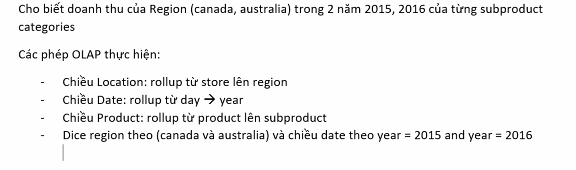 Cho biết doanh thu của Region (canada, australia) trong 2 năm 2015, 2016 của từng subproduct
categories
Các phép OLAP thực hiện:
- Chiều Location: rollup từ store lên region
- Chiều Date: rollup từ day → year
- Chiều Product: rollup từ product lên subproduct
- Dice region theo (canada và australia) và chiều date theo year = 2015 and year = 2016